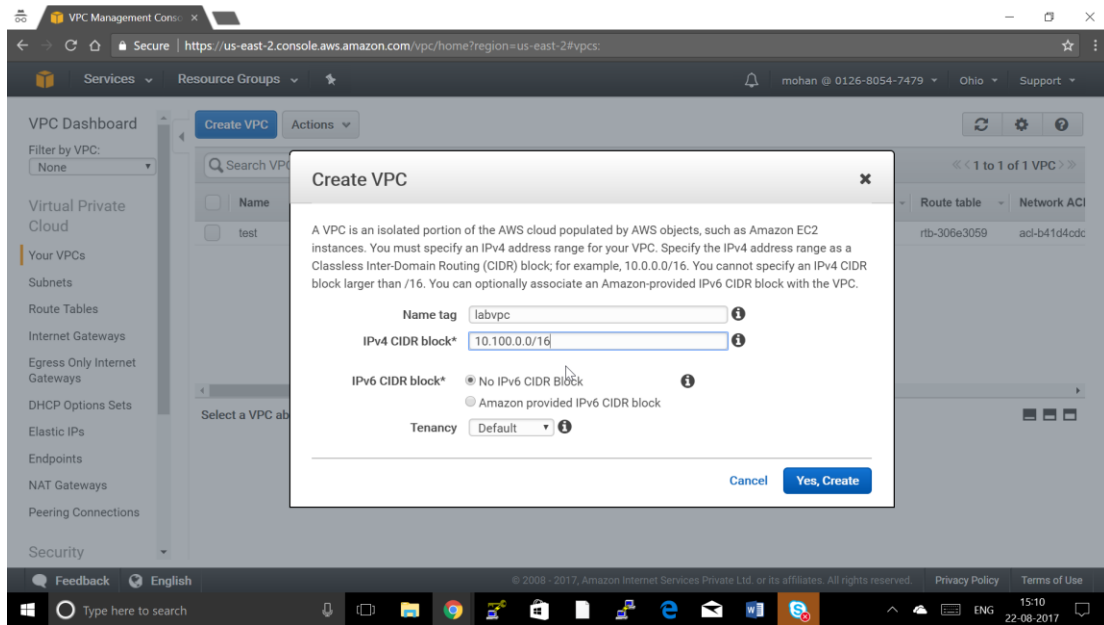 VPC Management Consc
Secure | https://us-east-2.console.aws.amazon.com/vpc/home?region=us-east-2#vpcs:
Services Resource Groups mohan @ 0126-8054-7479 Ohio Support
VPC Dashboard
Filter by VPC:
None
Virtual Private
Cloud
Your VPCs
Subnets
Route Tables
Internet Gateways
Egress Only Internet
Gateways
DHCP Options Sets
Elastic IPs
Endpoints
NAT Gateways
Peering Connections
Security
Create VPC Actions
Search VPC
1 to 1 of 1 VPC
Name Route table Network ACI
test rtb-306e3059 acl-b41d4cdc
Select a VPC ab
Create VPC
A VPC is an isolated portion of the AWS cloud populated by AWS objects, such as Amazon EC2
instances. You must specify an IPv4 address range for your VPC. Specify the IPv4 address range as a
Classless Inter-Domain Routing (CIDR) block; for example, 10.0.0.0/16. You cannot specify an IPv4 CIDR
block larger than /16. You can optionally associate an Amazon-provided IPv6 CIDR block with the VPC.
Name tag labvpc
IPv4 CIDR block* 10.100.0.0/16
IPv6 CIDR block* No IPv6 CIDR Block
Amazon provided IPv6 CIDR block
Tenancy Default
Cancel Yes, Create
Feedback English © 2008 - 2017, Amazon Internet Services Private Ltd. or its affiliates. All rights reserved. Privacy Policy Terms of Use
Type here to search
ENG
15:10
22-08-2017